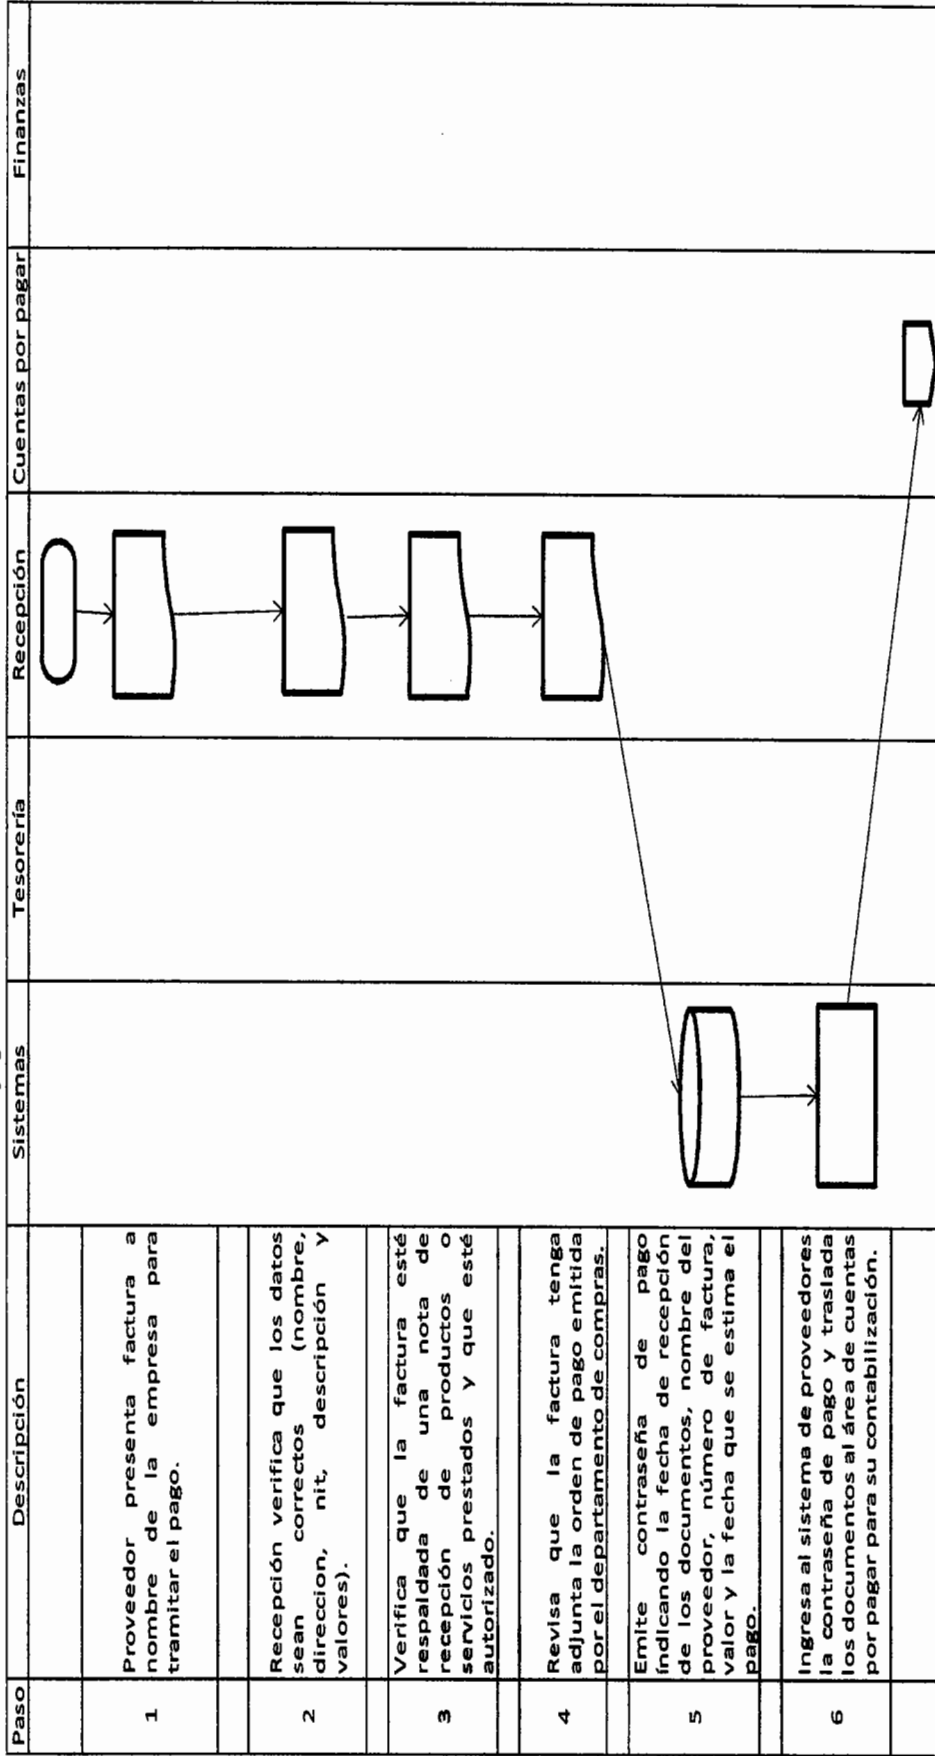 Paso Descripción Sistemas Tesorería Recepción Cuentas por pagar Finanzas
1
Proveedor presenta factura a
nombre de la empresa para
tramitar el pago.
2
Recepción verifica que los datos
sean correctos (nombre,
direccion, nit, descripción y
valores).
3
Verifica que la factura esté
respaldada de una nota de
recepción de productos o
servicios prestados y que esté
autorizado.
4
Revisa que la factura tenga
adjunta la orden de pago emitida
por el departamento de compras.
5
Emite contraseña de pago
indicando la fecha de recepción
de los documentos, nombre del
proveedor, número de factura,
valor y la fecha que se estima el
pago.
6
Ingresa al sistema de proveedores
la contraseña de pago y traslada
los documentos al área de cuentas
por pagar para su contabilización.